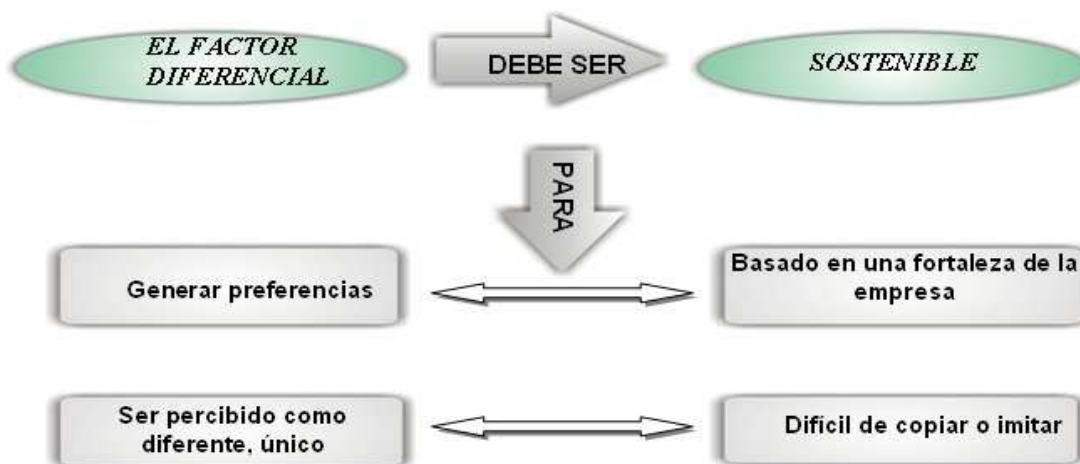 EL FACTOR
DIFERENCIAL
DEBE SER
SOSTENIBLE
PARA
Generar preferencias
Basado en una fortaleza de la
empresa
Ser percibido como
diferente, único
Difícil de copiar o imitar